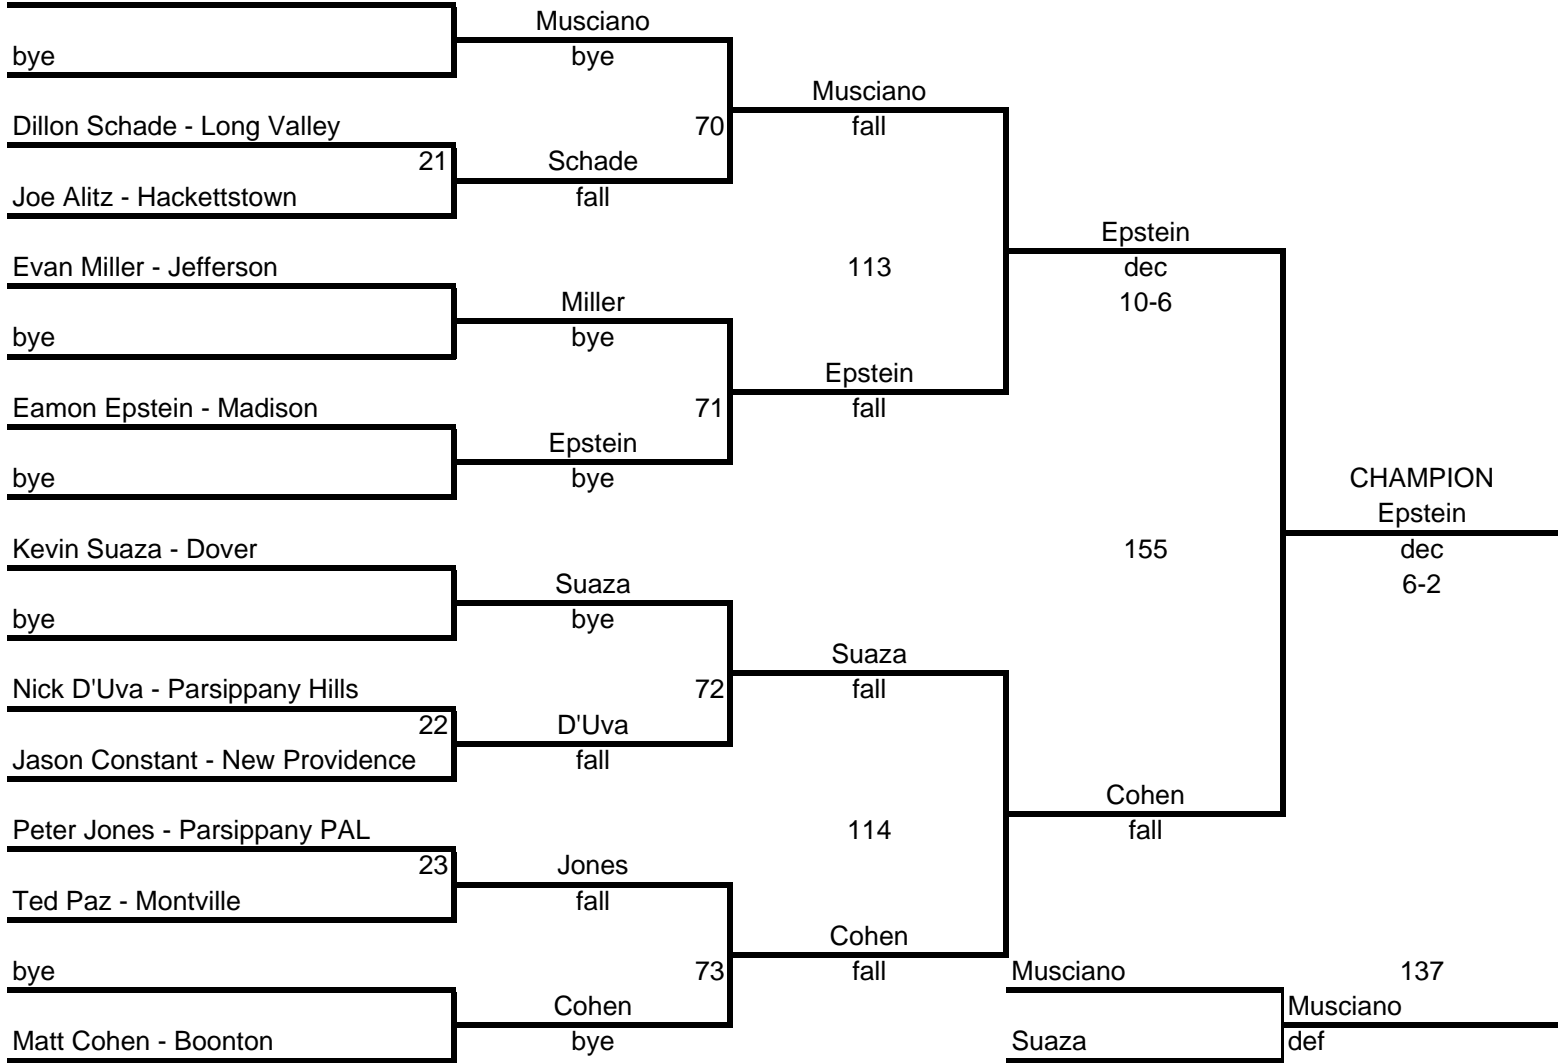 Musciano
bye
bye
Musciano
Dillon Schade - Long Valley
70
fall
21
Schade
Joe Alitz - Hackettstown
fall
Epstein
Evan Miller - Jefferson
113
dec
Miller
10-6
bye
bye
Epstein
Eamon Epstein - Madison
71
fall
Epstein
bye
bye
CHAMPION
Epstein
Kevin Suaza - Dover
155
dec
Suaza
6-2
bye
bye
Suaza
Nick D'Uva - Parsippany Hills
72
fall
22
D'Uva
Jason Constant - New Providence
fall
Cohen
Peter Jones - Parsippany PAL
114
fall
23
Jones
Ted Paz - Montville
fall
Cohen
bye
73
fall
Musciano
137
Cohen
Musciano
Matt Cohen - Boonton
bye
Suaza
def